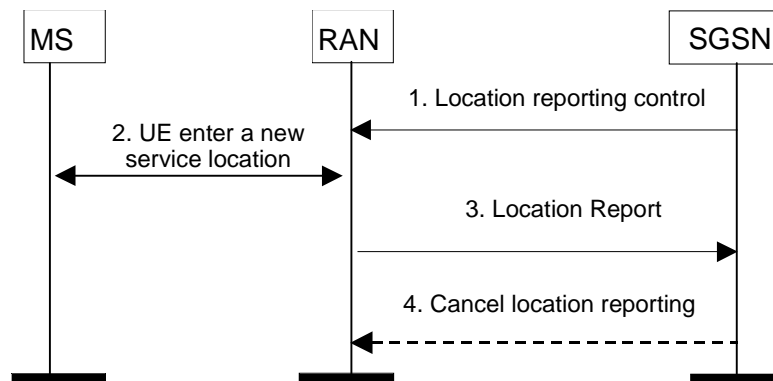 MS
RAN
SGSN
1. Location reporting control
2. UE enter a new
service location
3. Location Report
4. Cancel location reporting